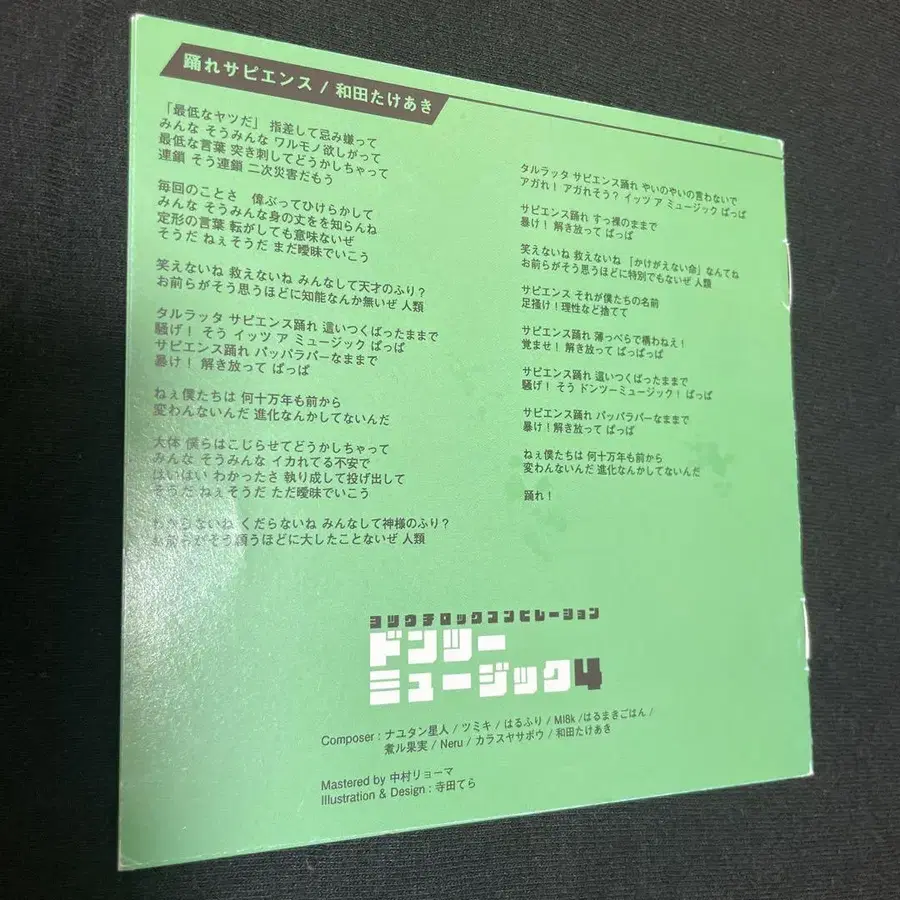 踊れサピエンス / 和田たけあき
「最低なヤツだ」 指差して忌み嫌って
みんな そうみんな ワルモノ欲しがって
最低な言葉 突き刺してどうかしちゃって
連鎖 そう連鎖 二次災害だもう
毎回のことさ 偉ぶってひけらかして
みんな そうみんな身の丈をを知らんね
定形の言葉 転がしても意味ないぜ
そうだ ねぇそうだ まだ曖昧でいこう
笑えないね 救えないね みんなして天才のふり?
お前らがそう思うほどに知能なんか無いぜ 人類
タルラッタ サピエンス踊れ 這いつくばったままで
騒げ! そう イッツ ア ミュージック ぱっぱ
サピエンス踊れ パッパラパーなままで
暴け! 解き放って ぱっぱ
ねぇ僕たちは 何十万年も前から
変わんないんだ 進化なんかしてないんだ
大体 僕らはこじらせてどうかしちゃって
みんな そうみんな イカれてる不安で
はいはい わかったさ 執り成して投げ出して
そうだ ねぇそうだ ただ曖昧でいこう
わからないね くだらないね みんなして神様のふり?
お前らがそう願うほどに大したことないぜ 人類
タルラッタ サピエンス踊れ やいのやいの言わないで
アガれ! アガれそう? イッツ ア ミュージック ぱっぱ
サピエンス踊れ すっ裸のままで
暴け! 解き放って ぱっぱ
笑えないね 救えないね 「かけがえない命」なんてね
お前らがそう思うほどに特別でもないぜ 人類
サピエンス それが僕たちの名前
足掻け!理性など捨てて
サピエンス踊れ 薄っぺらで構わねえ!
覚ませ! 解き放って ぱっぱっぱ
サピエンス踊れ 這いつくばったままで
騒げ! そう ドンツーミュージック! ぱっぱ
サピエンス踊れ パッパラパーなままで
暴け!解き放って ぱっぱ
ねぇ僕たちは 何十万年も前から
変わんないんだ 進化なんかしてないんだ
踊れ!
ヨツウチロックコンピレーション
ドンツー
ミュージック4
Composer : ナユタン星人 / ツミキ / はるふり / MI8k /はるまきごはん /
煮ル果実 / Neru / カラスヤサボウ / 和田たけあき
Mastered by 中村リョーマ
Illustration & Design : 寺田てら